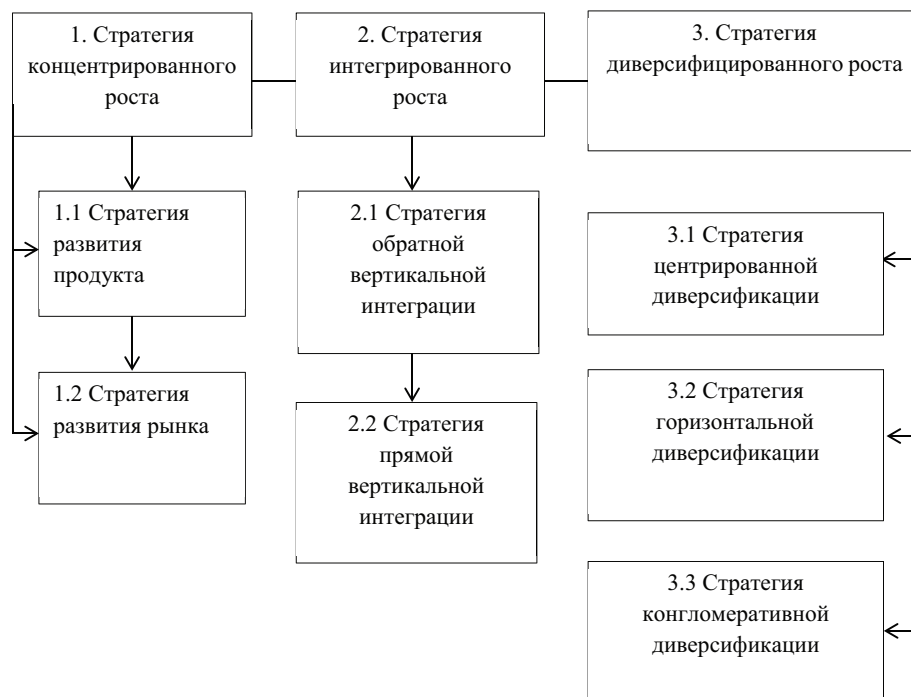 1. Стратегия
концентрированного
роста
2. Стратегия
интегрированного
роста
3. Стратегия
диверсифицированного роста
1.1 Стратегия
развития
продукта
1.2 Стратегия
развития рынка
2.1 Стратегия
обратной
вертикальной
интеграции
2.2 Стратегия
прямой
вертикальной
интеграции
3.1 Стратегия
центрированной
диверсификации
3.2 Стратегия
горизонтальной
диверсификации
3.3 Стратегия
конгломеративной
диверсификации